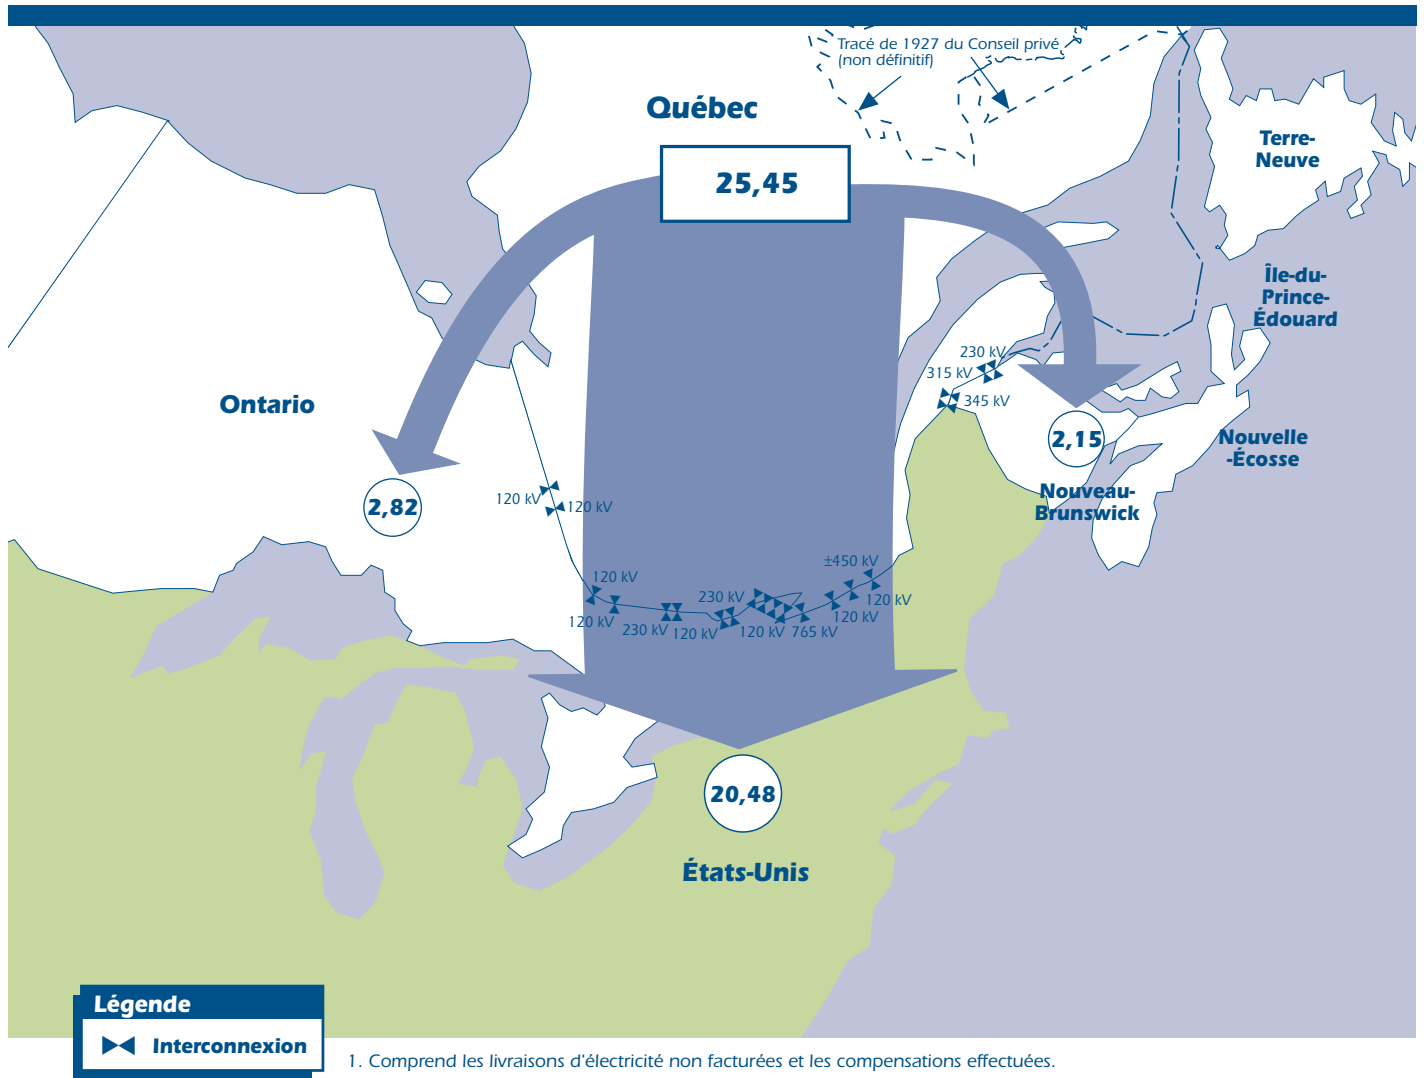 Tracé de 1927 du Conseil privé
(non définitif)
Québec
25,45
Terre-
Neuve
Île-du-
Prince-
Édouard
230 kV
315 kV
345 kV
Ontario
2,15
Nouvelle
-Écosse
Nouveau-
Brunswick
2,82
120 kV
120 kV
±450 kV
120 kV
230 kV
120 kV
120 kV
120 kV
230 kV
120 kV
120 kV
765 kV
20,48
États-Unis
Légende
Interconnexion
1. Comprend les livraisons d'électricité non facturées et les compensations effectuées.